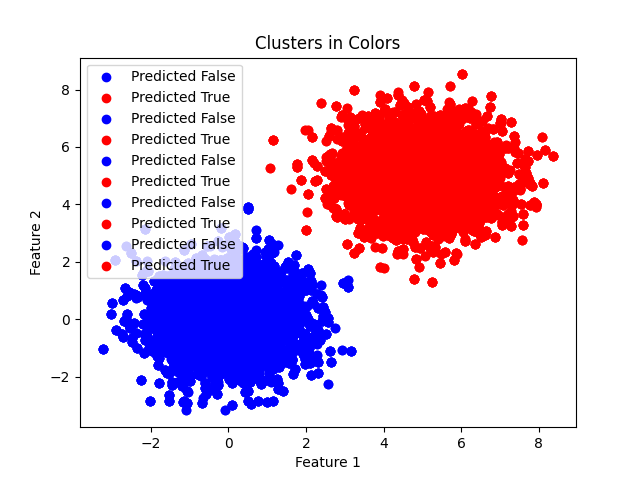 Clusters in Colors
Predicted False
Predicted True
Predicted False
Predicted True
Predicted False
Predicted True
Predicted False
Predicted True
Predicted False
Predicted True
8
6
4
2
0
−2
Feature 2
−2 0 2 4 6 8
Feature 1